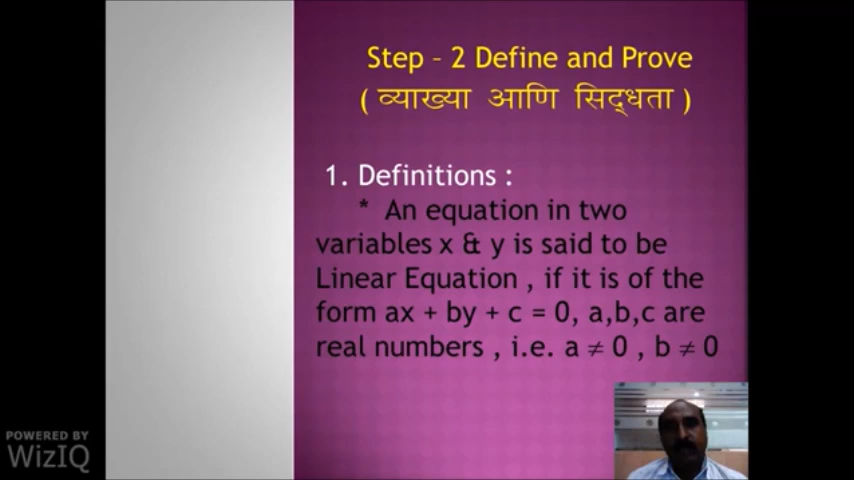 Step – 2 Define and Prove
( व्याख्या आणि सिद्धता )
1. Definitions :
* An equation in two
variables x & y is said to be
Linear Equation , if it is of the
form ax + by + c = 0, a,b,c are
real numbers , i.e. a ≠ 0 , b ≠ 0
POWERED BY
WizIQ